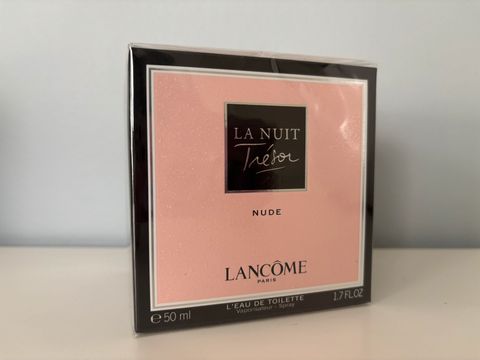 LA NUIT
Trésor
NUDE
LANCÔME
PARIS
L'EAU DE TOILETTE
Vaporisateur - Spray
℮ 50 ml
1.7 FL.OZ